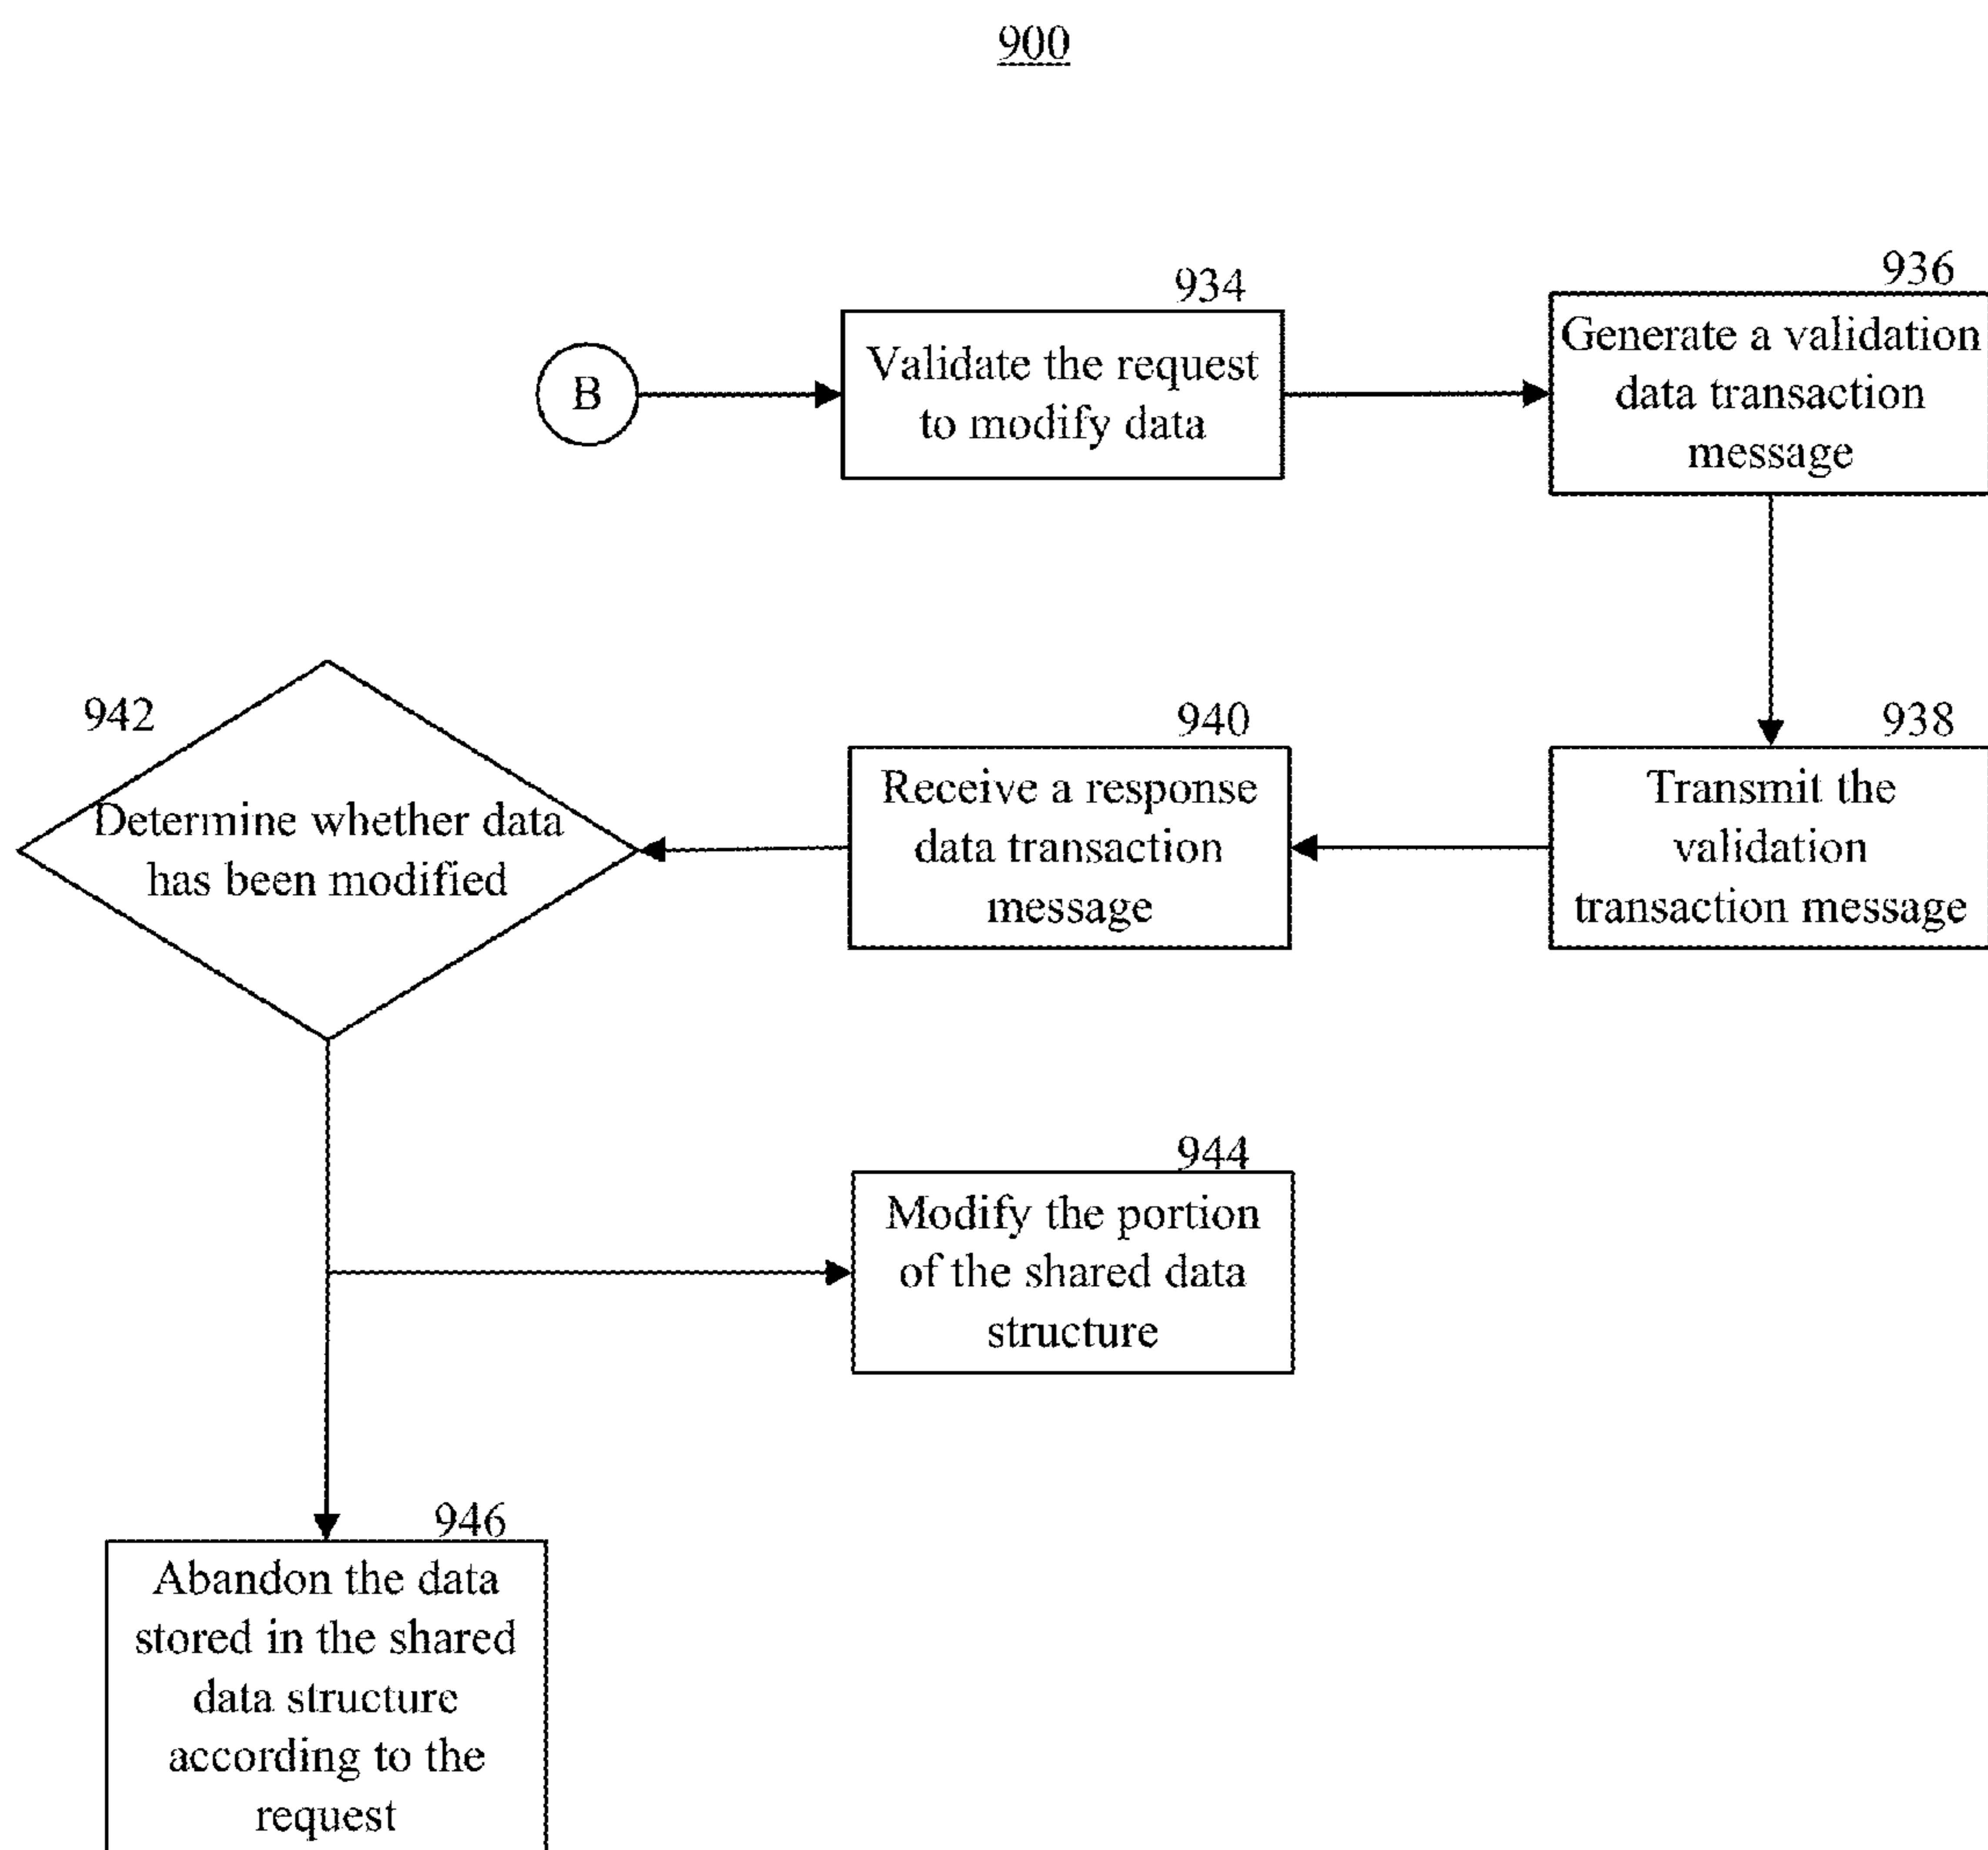 900
934
Validate the request
to modify data
936
Generate a validation
data transaction
message
B
942
Determine whether data
has been modified
940
Receive a response
data transaction
message
938
Transmit the
validation
transaction message
944
Modify the portion
of the shared data
structure
946
Abandon the data
stored in the shared
data structure
according to the
request